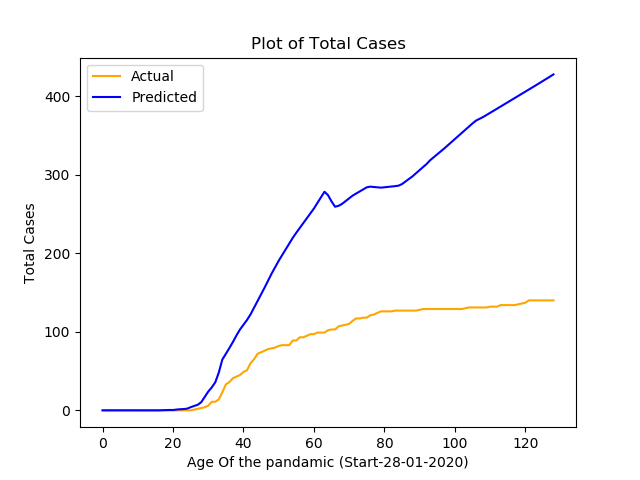 Plot of Total Cases
Actual
Predicted
400
300
200
100
0
Total Cases
0 20 40 60 80 100 120
Age Of the pandamic (Start-28-01-2020)